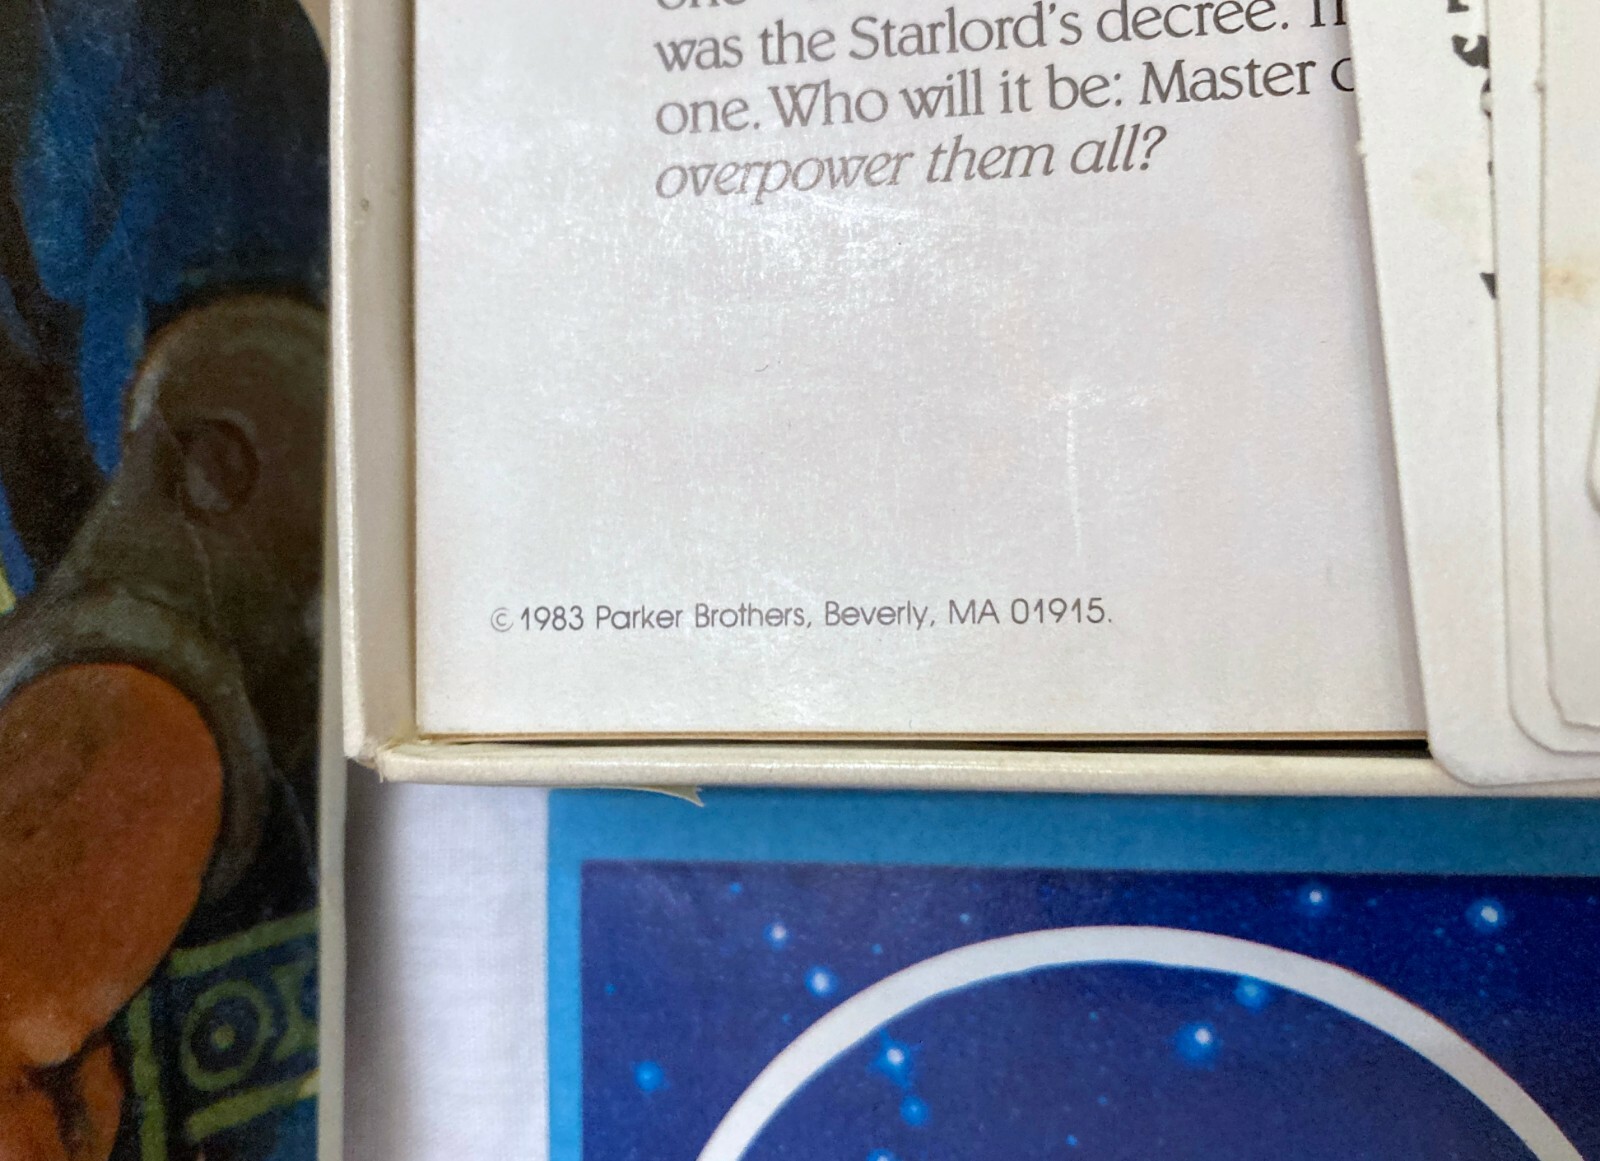 was the Starlord's decree.
one. Who will it be: Master
overpower them all?
© 1983 Parker Brothers, Beverly, MA 01915.